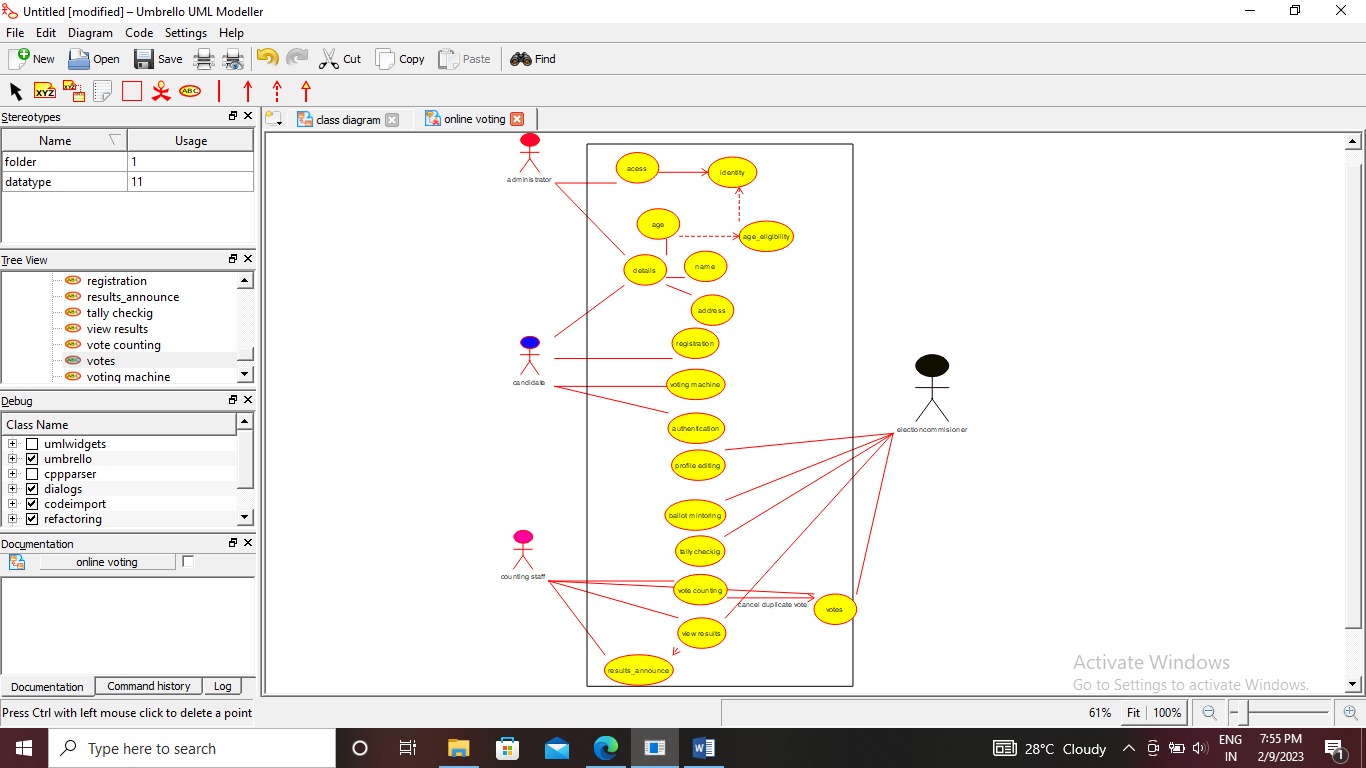 Untitled [modified] – Umbrello UML Modeller
File Edit Diagram Code Settings Help
New Open Save Cut Copy Paste Find
XYZ XYZ ABC
Stereotypes
Name Usage
folder 1
datatype 11
Tree View
registration
results_announce
tally checkig
view results
vote counting
votes
voting machine
Debug
Class Name
umlwidgets
umbrello
cppparser
dialogs
codeimport
refactoring
Documentation
online voting
Documentation Command history Log
Press Ctrl with left mouse click to delete a point
class diagram online voting
administrator
acess
identity
age
age_eligibility
details
name
address
registration
candidate
voting machine
authentication
electioncommisioner
profile editing
ballot mintoring
tally checkig
counting staff
vote counting
cancel duplicate vote
votes
view results
results_announce
Activate Windows
Go to Settings to activate Windows.
61% Fit 100%
Type here to search
28°C Cloudy
ENG
IN
7:55 PM
2/9/2023
1